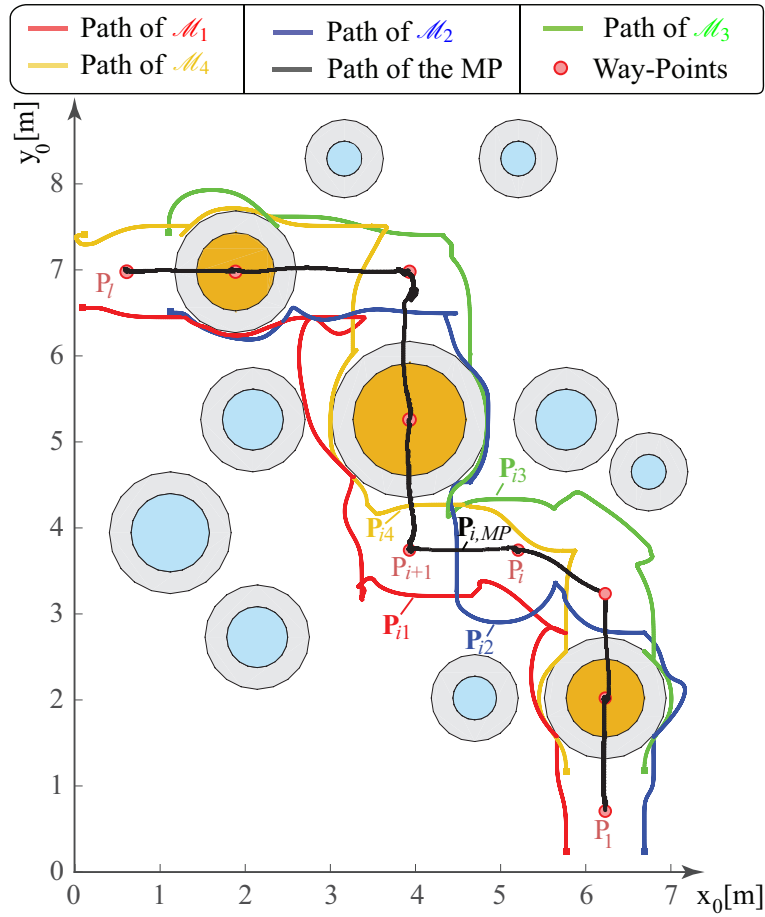 Path of ℳ1 Path of ℳ2 Path of ℳ3
Path of ℳ4 Path of the MP Way-Points
y0[m]
8
7
6
5
4
3
2
1
0
Pl
Pi3
Pi4 Pi,MP
Pi+1 Pi
Pi1
Pi2
P1
0 1 2 3 4 5 6 7 x0[m]